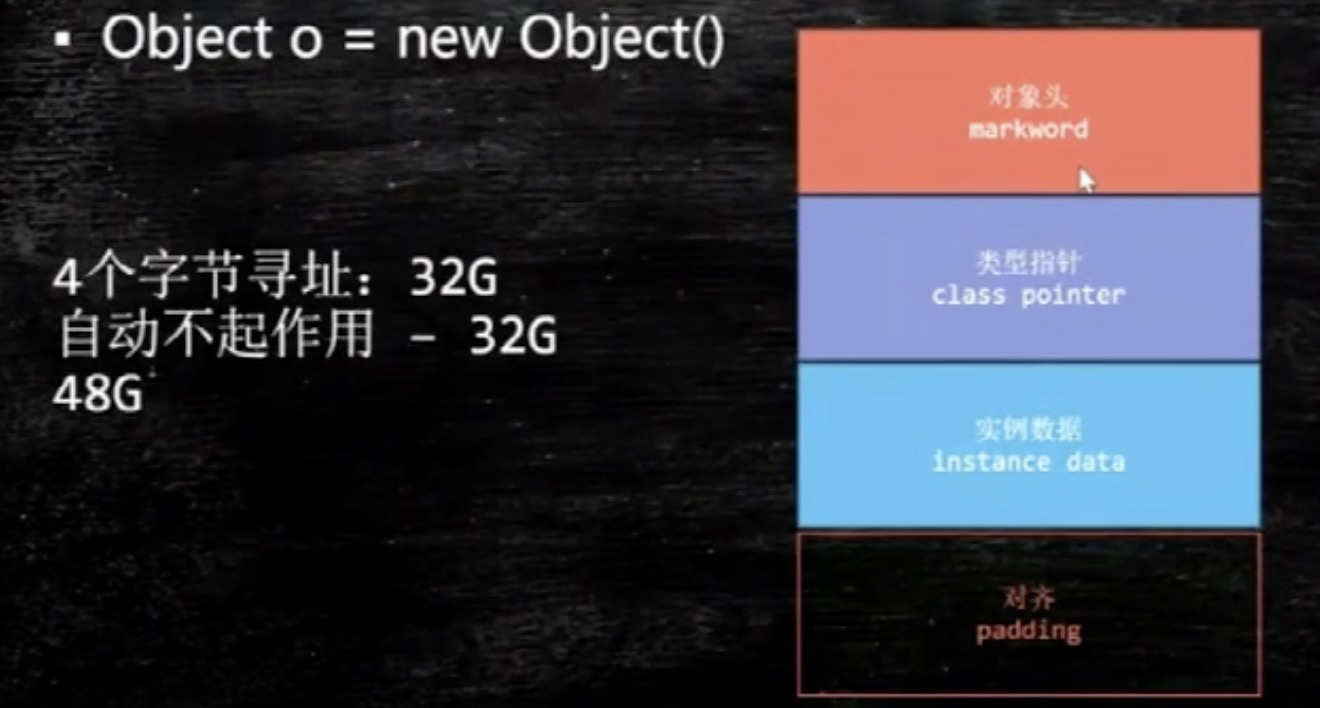 ▪ Object o = new Object()
4个字节寻址：32G
自动不起作用 - 32G
48G
对象头
markword
类型指针
class pointer
实例数据
instance data
对齐
padding